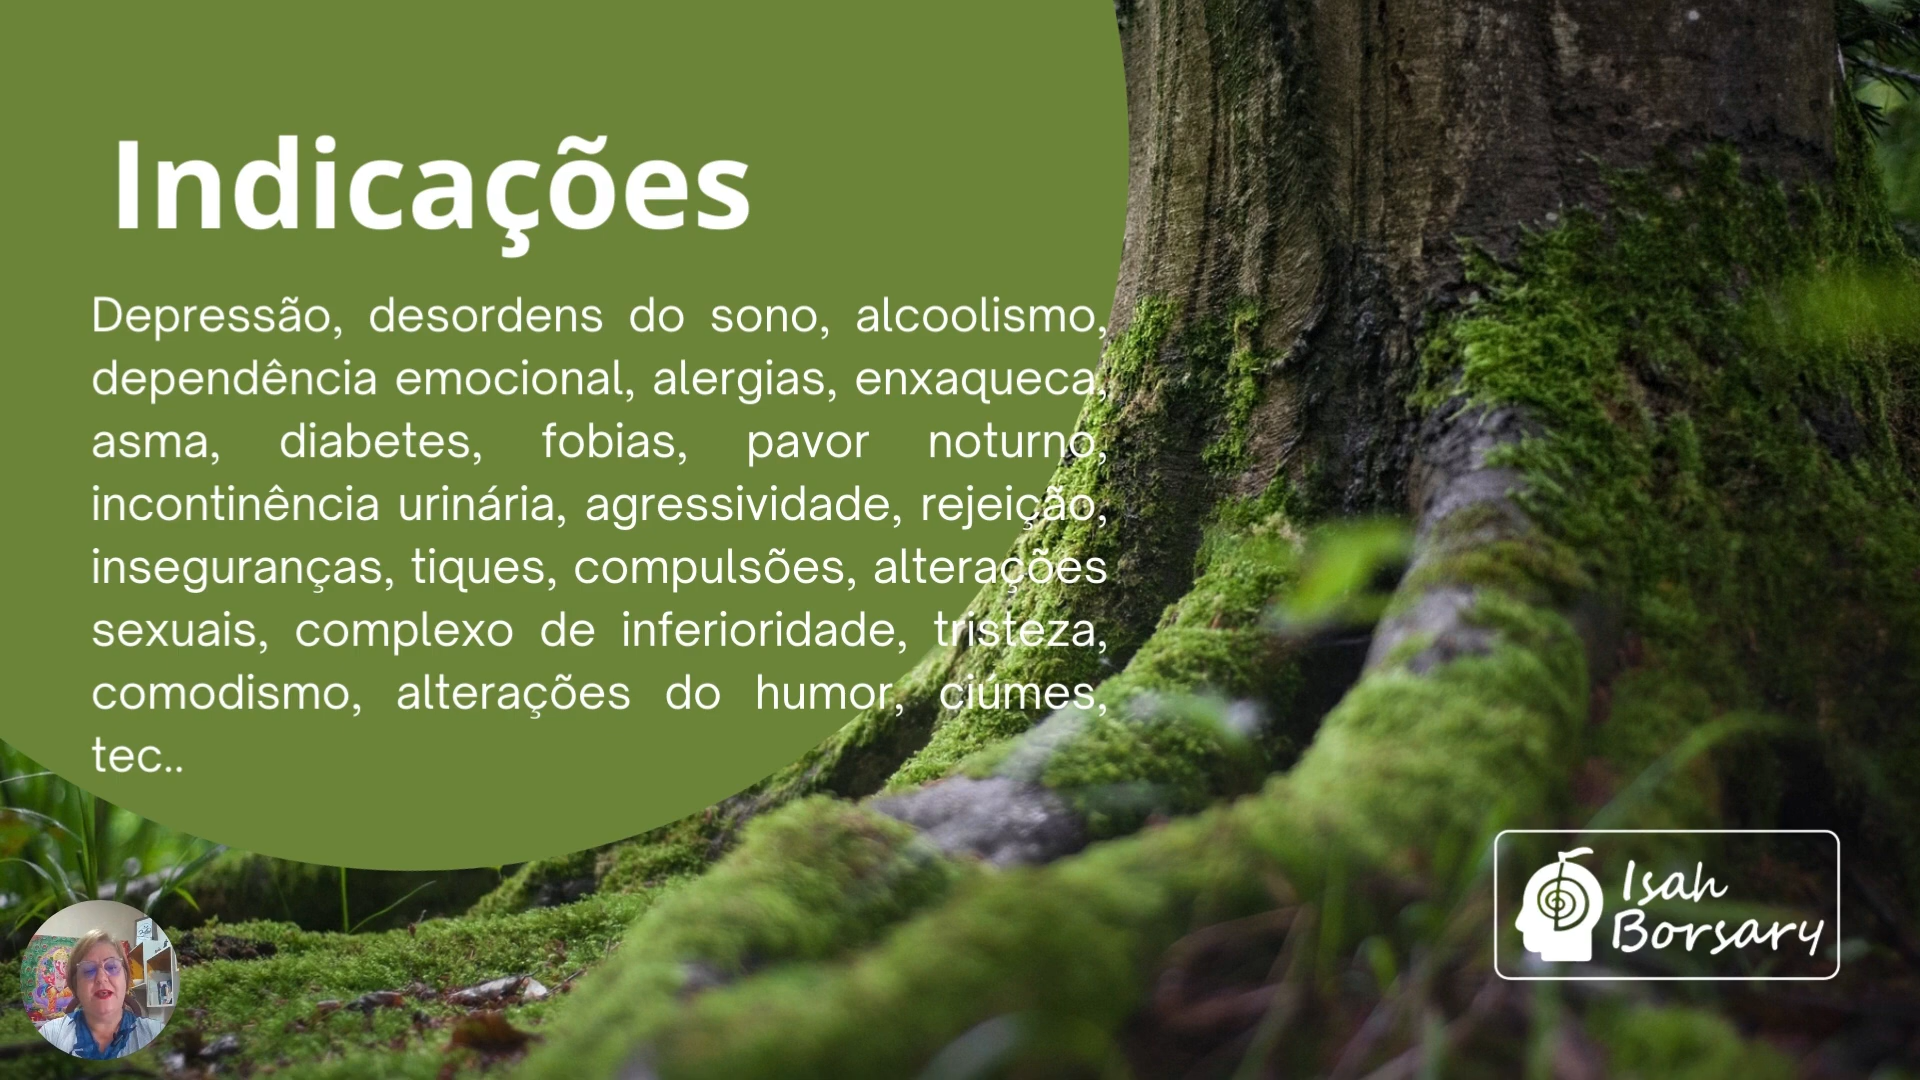 Indicações
Depressão, desordens do sono, alcoolismo,
dependência emocional, alergias, enxaqueca,
asma, diabetes, fobias, pavor noturno,
incontinência urinária, agressividade, rejeição,
inseguranças, tiques, compulsões, alterações
sexuais, complexo de inferioridade, tristeza,
comodismo, alterações do humor, ciúmes,
tec..
Isah
Borsary